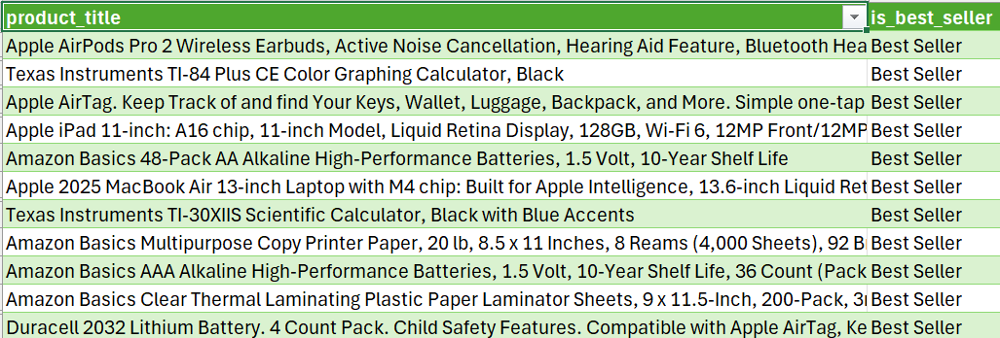 product_title is_best_seller
Apple AirPods Pro 2 Wireless Earbuds, Active Noise Cancellation, Hearing Aid Feature, Bluetooth Hea Best Seller
Texas Instruments TI-84 Plus CE Color Graphing Calculator, Black Best Seller
Apple AirTag. Keep Track of and find Your Keys, Wallet, Luggage, Backpack, and More. Simple one-tap Best Seller
Apple iPad 11-inch: A16 chip, 11-inch Model, Liquid Retina Display, 128GB, Wi-Fi 6, 12MP Front/12MP Best Seller
Amazon Basics 48-Pack AA Alkaline High-Performance Batteries, 1.5 Volt, 10-Year Shelf Life Best Seller
Apple 2025 MacBook Air 13-inch Laptop with M4 chip: Built for Apple Intelligence, 13.6-inch Liquid Ret Best Seller
Texas Instruments TI-30XIIS Scientific Calculator, Black with Blue Accents Best Seller
Amazon Basics Multipurpose Copy Printer Paper, 20 lb, 8.5 x 11 Inches, 8 Reams (4,000 Sheets), 92 B Best Seller
Amazon Basics AAA Alkaline High-Performance Batteries, 1.5 Volt, 10-Year Shelf Life, 36 Count (Pack Best Seller
Amazon Basics Clear Thermal Laminating Plastic Paper Laminator Sheets, 9 x 11.5-Inch, 200-Pack, 3 Best Seller
Duracell 2032 Lithium Battery. 4 Count Pack. Child Safety Features. Compatible with Apple AirTag, Ke Best Seller